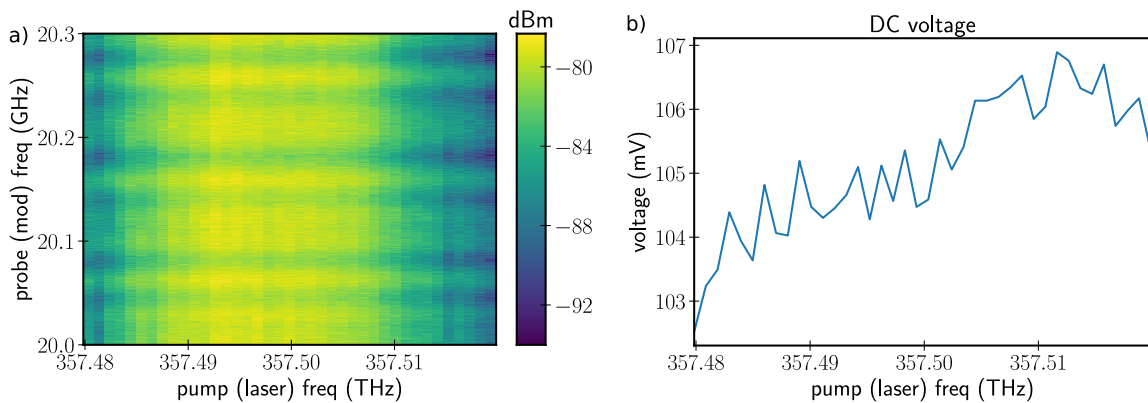 a)
dBm
20.3
20.2
20.1
20.0
probe (mod) freq (GHz)
357.48 357.49 357.50 357.51
pump (laser) freq (THz)
−80
−84
−88
−92
b)
DC voltage
107
106
105
104
103
voltage (mV)
357.48 357.49 357.50 357.51
pump (laser) freq (THz)